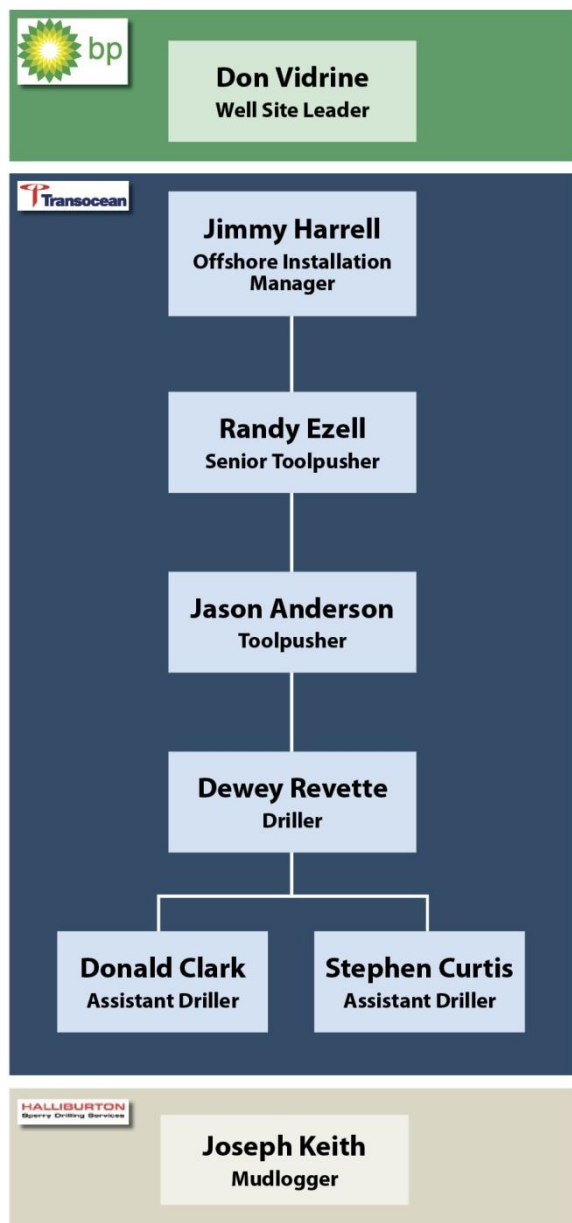 bp
Don Vidrine
Well Site Leader
Transocean
Jimmy Harrell
Offshore Installation
Manager
Randy Ezell
Senior Toolpusher
Jason Anderson
Toolpusher
Dewey Revette
Driller
Donald Clark
Assistant Driller
Stephen Curtis
Assistant Driller
HALLIBURTON
Sperry Drilling Services
Joseph Keith
Mudlogger